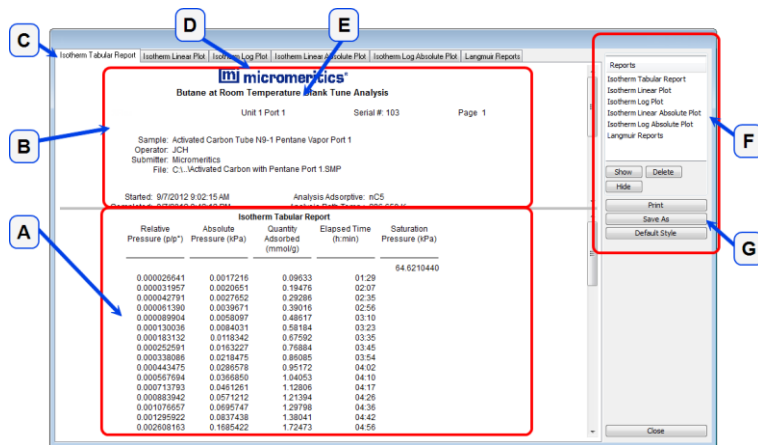 D
E
C
F
Isotherm Tabular Report Isotherm Linear Plot Isotherm Log Plot Isotherm Linear Absolute Plot Isotherm Log Absolute Plot Langmuir Reports
micromeritics®
Butane at Room Temperature Blank Tune Analysis
Unit 1 Port 1 Serial #: 103 Page 1
B
Sample: Activated Carbon Tube N9-1 Pentane Vapor Port 1
Operator: JCH
Submitter: Micromeritics
File: C:\...\Activated Carbon with Pentane Port 1.SMP
Started: 9/7/2012 9:02:15 AM Analysis Adsorptive: nC5
A
Isotherm Tabular Report
Relative Absolute Quantity Elapsed Time Saturation
Pressure (p/p°) Pressure (kPa) Adsorbed (h:min) Pressure (kPa)
(mmol/g)
64.6210440
0.000026641 0.0017216 0.09633 01:29
0.000031957 0.0020651 0.19476 02:07
0.000042791 0.0027652 0.29286 02:35
0.000061390 0.0039671 0.39016 02:56
0.000089904 0.0058097 0.48617 03:10
0.000130036 0.0084031 0.58184 03:23
0.000183132 0.0118342 0.67592 03:35
0.000252591 0.0163227 0.76884 03:45
0.000338086 0.0218475 0.86085 03:54
0.000443475 0.0286578 0.95172 04:02
0.000567694 0.0366850 1.04053 04:10
0.000713793 0.0461261 1.12806 04:17
0.000883942 0.0571212 1.21394 04:26
0.001076657 0.0695747 1.29798 04:36
0.001295922 0.0837438 1.38041 04:42
0.002608163 0.1685422 1.72473 04:56
Reports
Isotherm Tabular Report
Isotherm Linear Plot
Isotherm Log Plot
Isotherm Linear Absolute Plot
Isotherm Log Absolute Plot
Langmuir Reports
Show Delete
Hide
Print
Save As
Default Style
G
Close